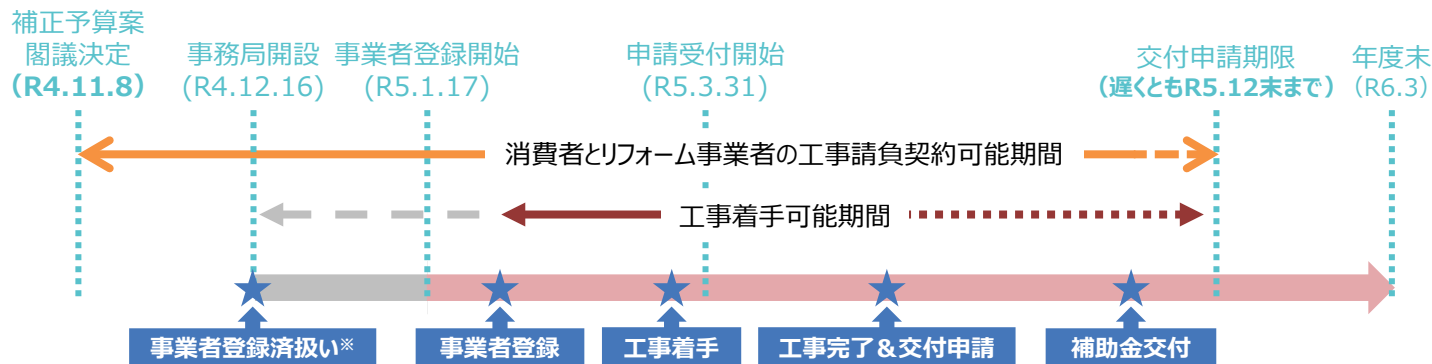 補正予算案
閣議決定
（R4.11.8）
事務局開設
(R4.12.16)
事業者登録開始
(R5.1.17)
申請受付開始
(R5.3.31)
交付申請期限
（遅くともR5.12末まで）
年度末
（R6.3）
消費者とリフォーム事業者の工事請負契約可能期間
工事着手可能期間
事業者登録済扱い※
事業者登録
工事着手
工事完了＆交付申請
補助金交付